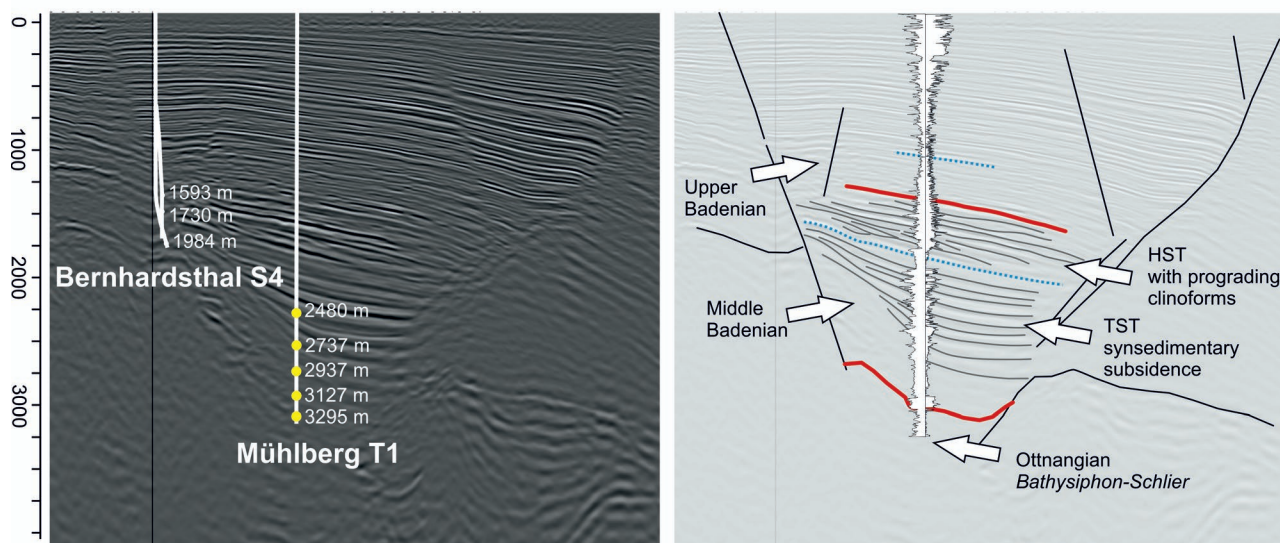 0
1000
2000
3000
1593 m
1730 m
1984 m
Bernhardsthal S4
2480 m
2737 m
2937 m
3127 m
3295 m
Mühlberg T1
Upper
Badenian
Middle
Badenian
HST
with prograding
clinoforms
TST
synsedimentary
subsidence
Ottnangian
Bathysiphon-Schlier